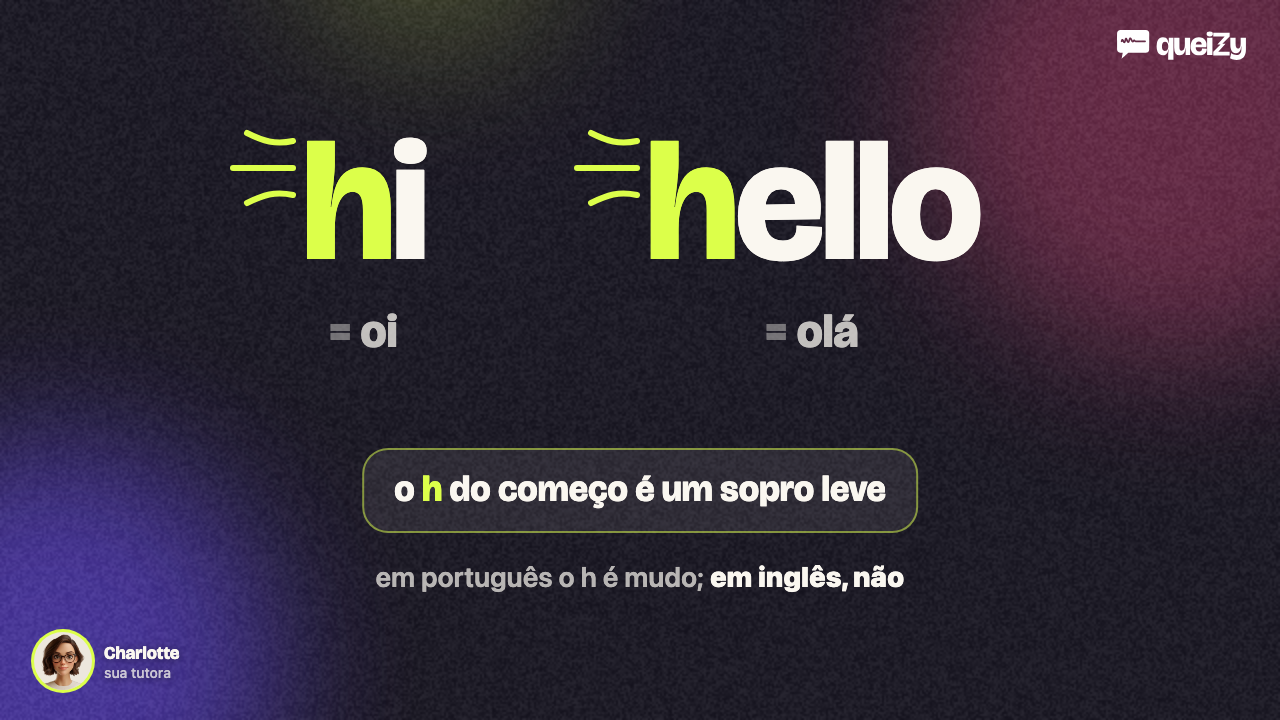 queiZy
hi hello
= oi = olá
o h do começo é um sopro leve
em português o h é mudo; em inglês, não
Charlotte
sua tutora